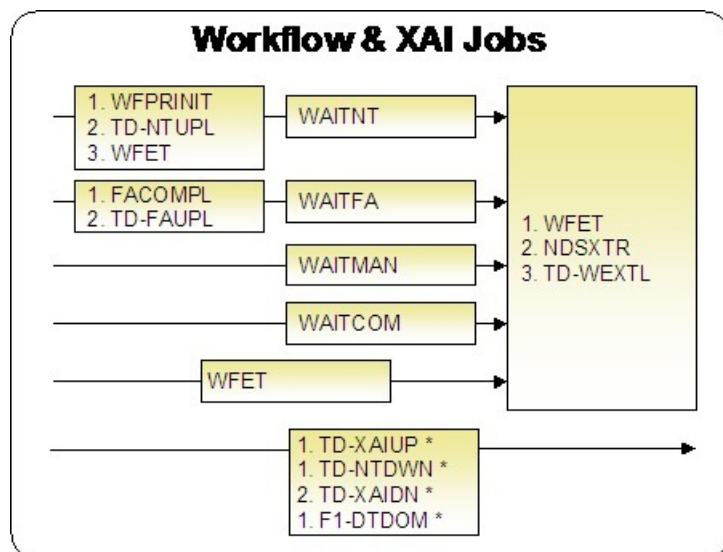 Workflow & XAI Jobs
1. WFPRINIT
2. TD-NTUPL
3. WFET
WAITNT
1. FACOMPL
2. TD-FAUPL
WAITFA
WAITMAN
WAITCOM
WFET
1. WFET
2. NDSXTR
3. TD-WEXTL
1. TD-XAIUP *
1. TD-NTDWN *
2. TD-XAIDN *
1. F1-DTDOM *